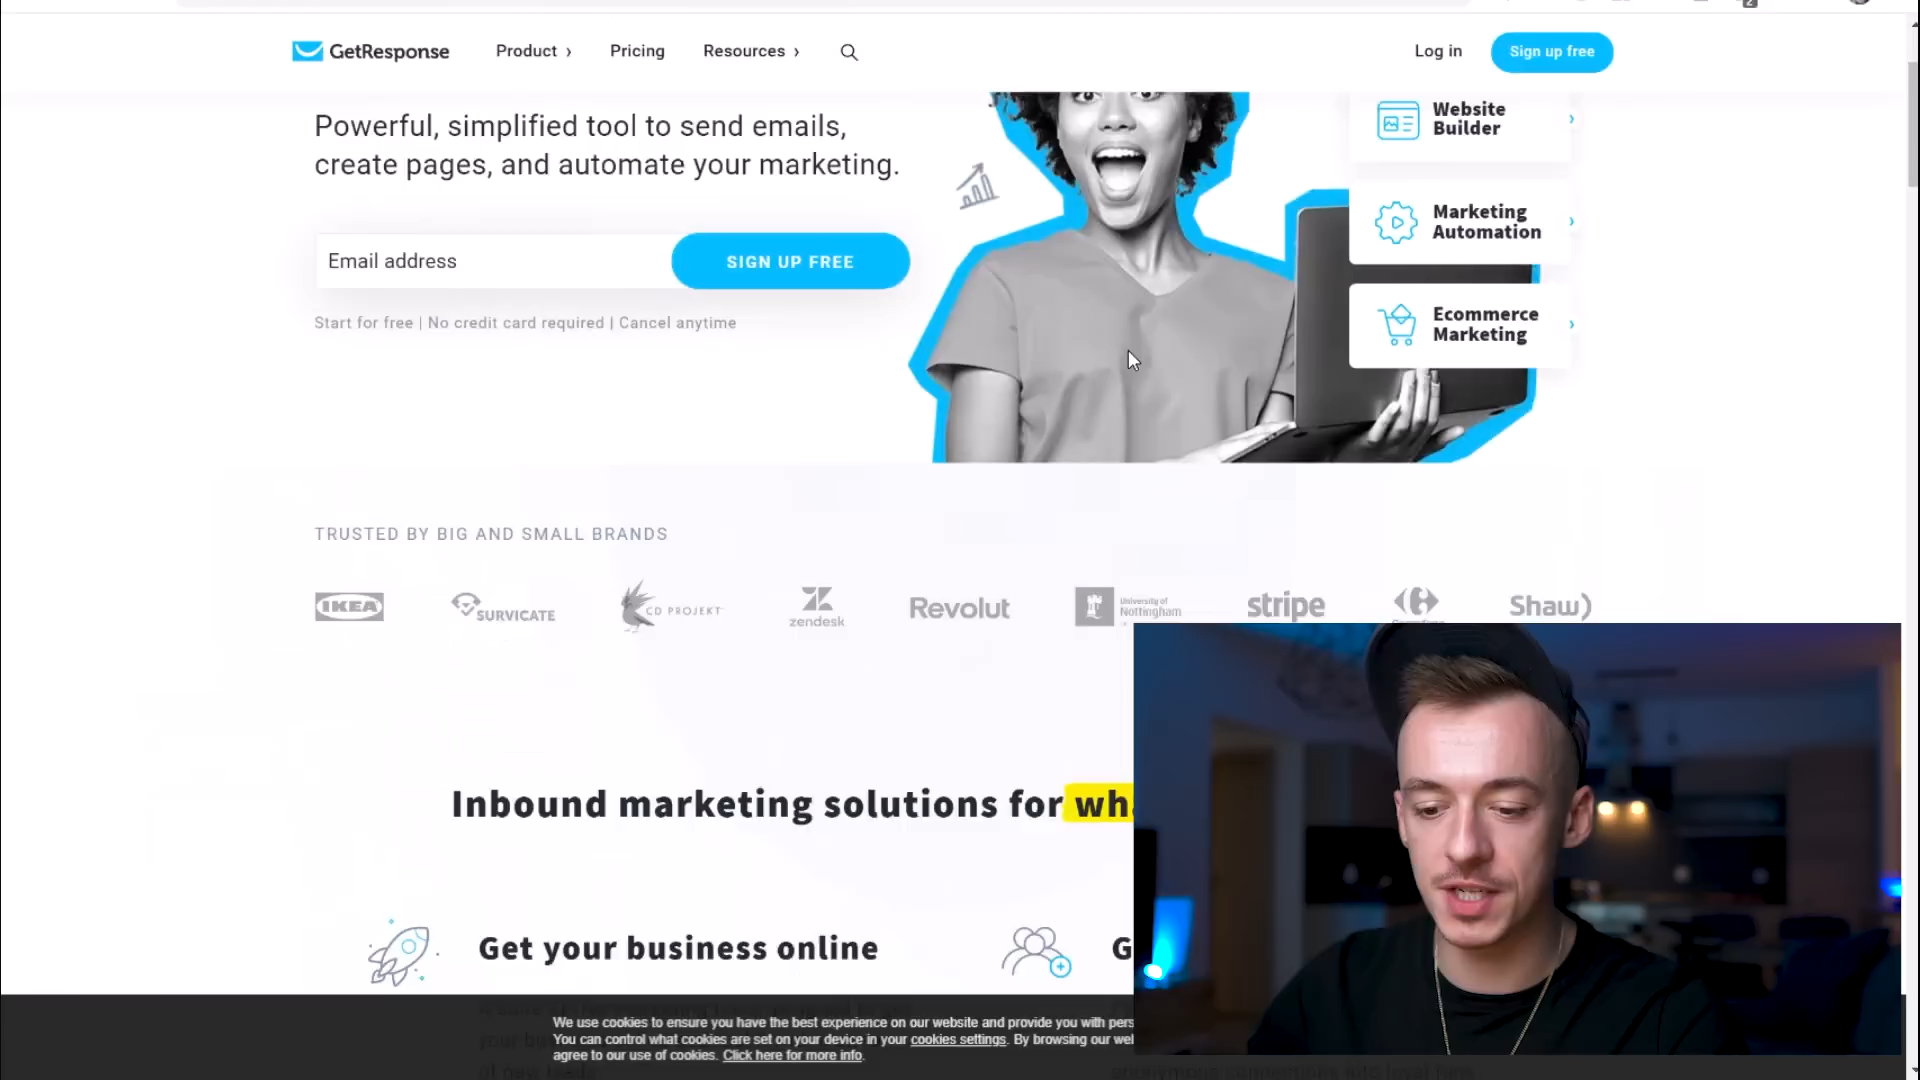 GetResponse
Product
Pricing
Resources
Log in
Sign up free
Powerful, simplified tool to send emails,
create pages, and automate your marketing.
Email address
SIGN UP FREE
Start for free | No credit card required | Cancel anytime
Website
Builder
Marketing
Automation
Ecommerce
Marketing
TRUSTED BY BIG AND SMALL BRANDS
IKEA
SURVICATE
CD PROJEKT
zendesk
Revolut
University of
Nottingham
stripe
Shaw)
Inbound marketing solutions for
Get your business online
G
We use cookies to ensure you have the best experience on our website and provide you with pers
You can control what cookies are set on your device in your cookies settings. By browsing our wel
agree to our use of cookies. Click here for more info.
2